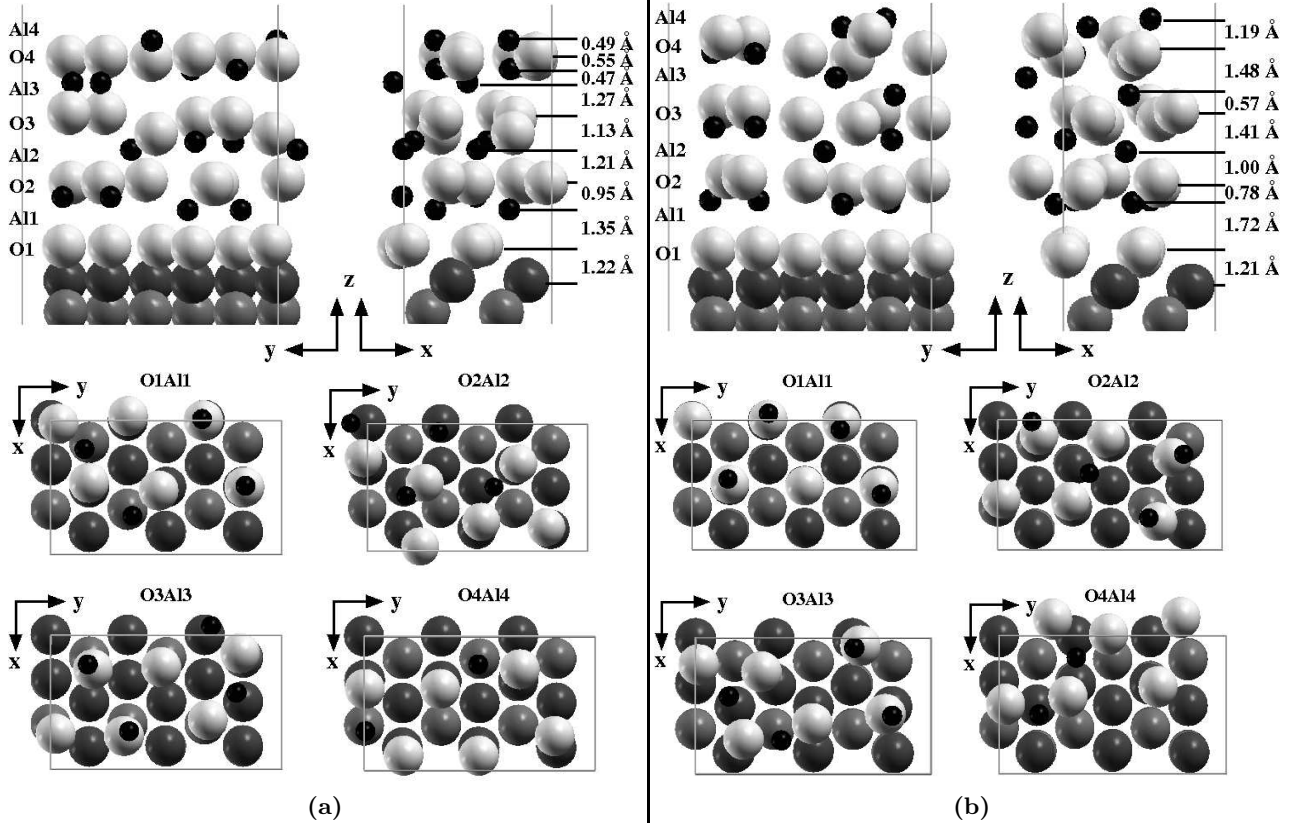 Al4
O4
Al3
O3
Al2
O2
Al1
O1
0.49 Å
0.55 Å
0.47 Å
1.27 Å
1.13 Å
1.21 Å
0.95 Å
1.35 Å
1.22 Å
z
y
x
O1Al1
y
x
O2Al2
y
x
O3Al3
y
x
O4Al4
y
x
(a)
Al4
O4
Al3
O3
Al2
O2
Al1
O1
1.19 Å
1.48 Å
0.57 Å
1.41 Å
1.00 Å
0.78 Å
1.72 Å
1.21 Å
z
y
x
O1Al1
y
x
O2Al2
y
x
O3Al3
y
x
O4Al4
y
x
(b)